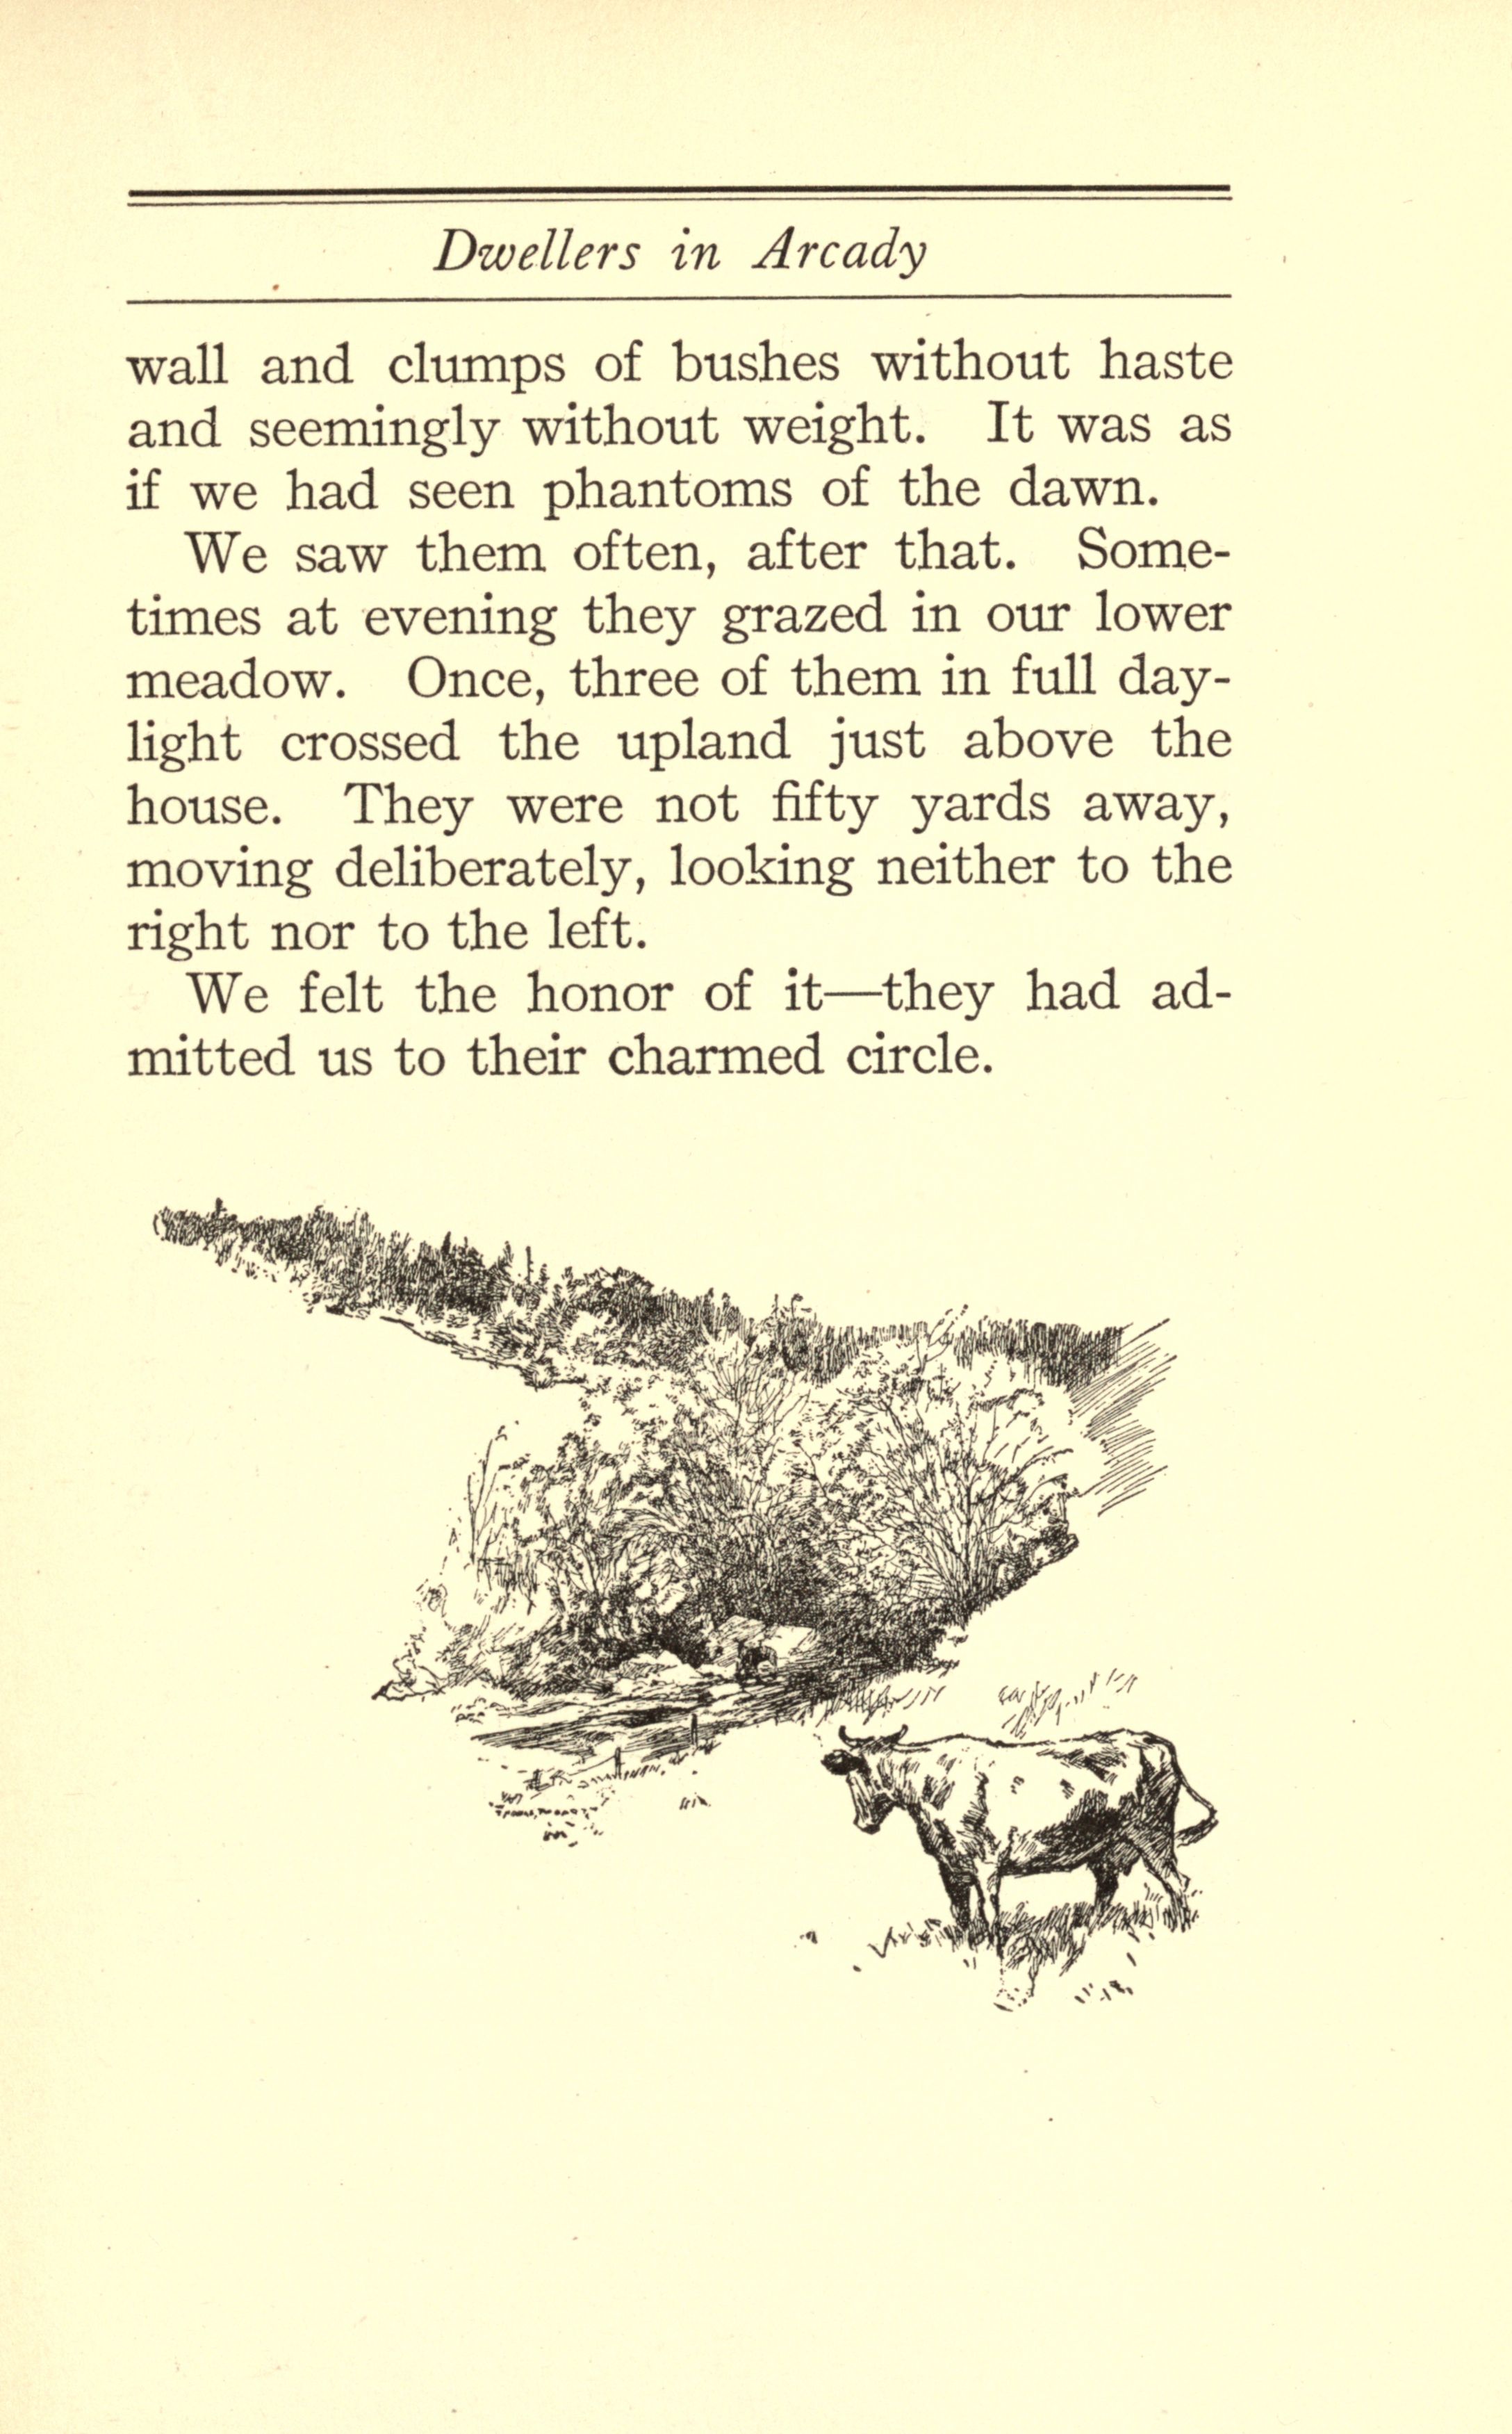 Dwellers in Arcady
wall and clumps of bushes without haste
and seemingly without weight. It was as
if we had seen phantoms of the dawn.
We saw them often, after that. Some-
times at evening they grazed in our lower
meadow. Once, three of them in full day-
light crossed the upland just above the
house. They were not fifty yards away,
moving deliberately, looking neither to the
right nor to the left.
We felt the honor of it—they had ad-
mitted us to their charmed circle.